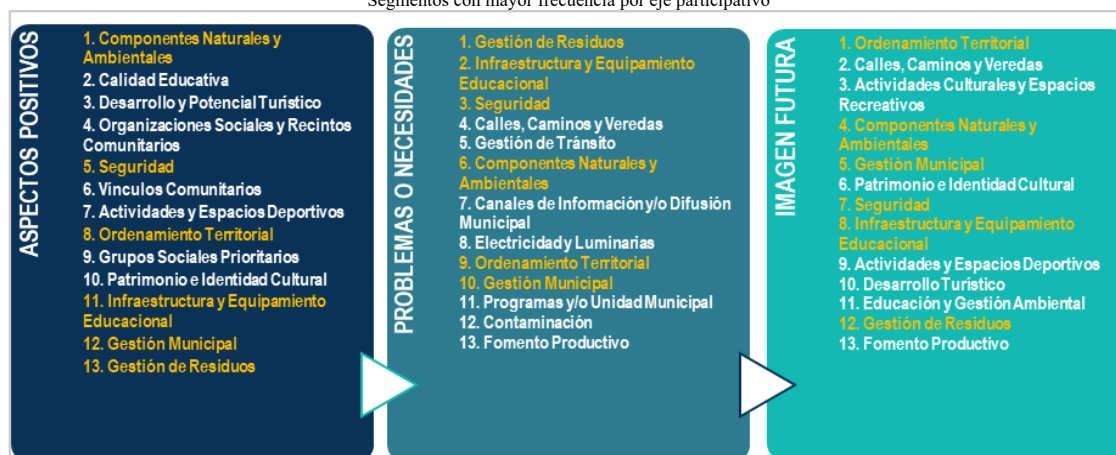 Segmentos con mayor frecuencia por eje participativo
ASPECTOS POSITIVOS
1. Componentes Naturales y
Ambientales
2. Calidad Educativa
3. Desarrollo y Potencial Turístico
4. Organizaciones Sociales y Recintos
Comunitarios
5. Seguridad
6. Vínculos Comunitarios
7. Actividades y Espacios Deportivos
8. Ordenamiento Territorial
9. Grupos Sociales Prioritarios
10. Patrimonio e Identidad Cultural
11. Infraestructura y Equipamiento
Educacional
12. Gestión Municipal
13. Gestión de Residuos
PROBLEMAS O NECESIDADES
1. Gestión de Residuos
2. Infraestructura y Equipamiento
Educacional
3. Seguridad
4. Calles, Caminos y Veredas
5. Gestión de Tránsito
6. Componentes Naturales y
Ambientales
7. Canales de Información y/o Difusión
Municipal
8. Electricidad y Luminarias
9. Ordenamiento Territorial
10. Gestión Municipal
11. Programas y/o Unidad Municipal
12. Contaminación
13. Fomento Productivo
IMAGEN FUTURA
1. Ordenamiento Territorial
2. Calles, Caminos y Veredas
3. Actividades Culturales y Espacios
Recreativos
4. Componentes Naturales y
Ambientales
5. Gestión Municipal
6. Patrimonio e Identidad Cultural
7. Seguridad
8. Infraestructura y Equipamiento
Educacional
9. Actividades y Espacios Deportivos
10. Desarrollo Turístico
11. Educación y Gestión Ambiental
12. Gestión de Residuos
13. Fomento Productivo